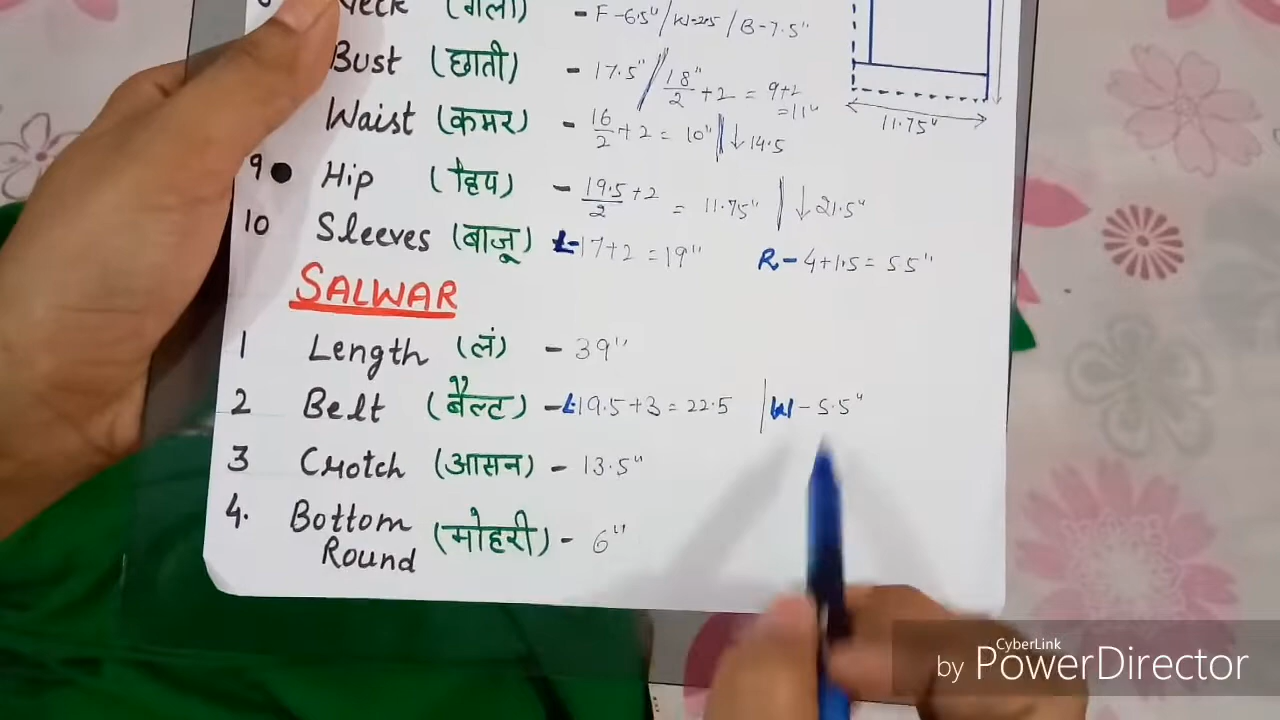 Neck (गला) - F-6.5"/W-2.5/B-7.5"
Bust (छाती) - 17.5" / 18"/2 + 2 = 9+2 = 11"
11.75"
Waist (कमर) - 16/2 + 2 = 10" | ↓ 14.5
9 ● Hip (हिप) - 19.5/2 + 2 = 11.75" | ↓ 21.5"
10 Sleeves (बाजू) L-17+2 = 19" R - 4+1.5 = 5.5"
SALWAR
1 Length (लं) - 39"
2 Belt (बैल्ट) - L19.5+3 = 22.5 | W - 5.5"
3 Crotch (आसन) - 13.5"
4. Bottom Round (मोहरी) - 6"
CyberLink
by PowerDirector